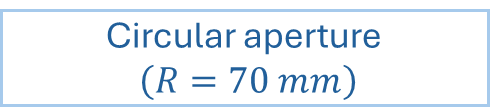 Circular aperture
(R = 70 mm)